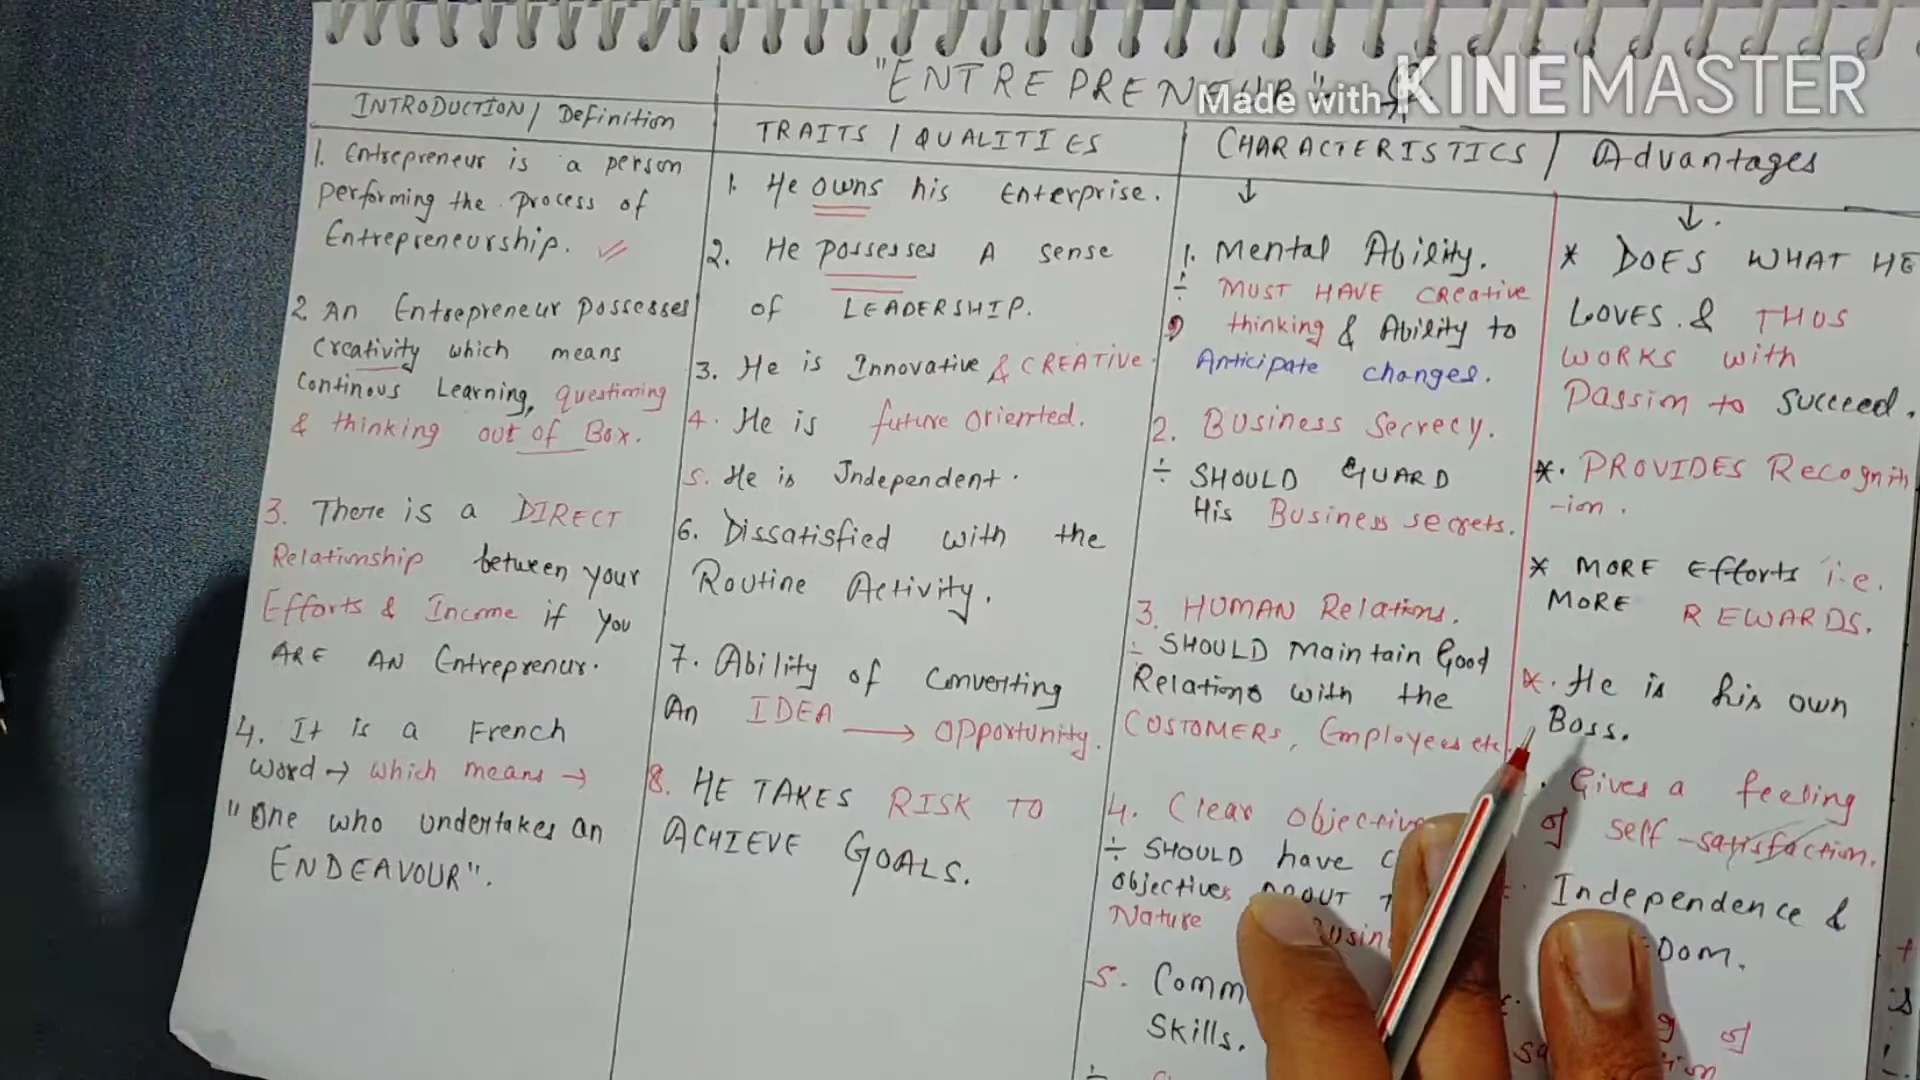 "ENTREPRENEUR"
Made with KINEMASTER
INTRODUCTION/ Definition
1. Entrepreneur is a person
performing the process of
Entrepreneurship.
2. An Entrepreneur possesses
Creativity which means
Continous Learning, questioning
& thinking out of Box.
3. There is a DIRECT
Relationship between your
Efforts & Income if you
ARE AN Entreprenur.
4. It is a French
word → which means →
"One who undertakes an
ENDEAVOUR".
TRAITS / QUALITIES
1. He owns his Enterprise.
2. He possesses A sense
of LEADERSHIP.
3. He is Innovative & CREATIVE
4. He is future oriented.
5. He is Independent.
6. Dissatisfied with the
Routine Activity.
7. Ability of converting
An IDEA → opportunity.
8. HE TAKES RISK TO
ACHIEVE GOALS.
CHARACTERISTICS /
↓
1. Mental Ability.
÷ MUST HAVE Creative
thinking & Ability to
Anticipate changes.
2. Business Secrecy.
÷ SHOULD GUARD
His Business secrets.
3. HUMAN Relations.
÷ SHOULD Maintain Good
Relations with the
CUSTOMERS, Employees etc
4. Clear objective
÷ SHOULD have
objectives ABOUT
Nature
5. Comm
Skills.
Advantages
↓
* DOES WHAT HE
LOVES & THUS
WORKS with
Passion to succeed.
* PROVIDES Recognit
-ion.
* MORE Efforts i.e.
MORE REWARDS.
* He is his own
Boss.
Gives a feeling
of self-satisfaction.
Independence &
DOM.
of